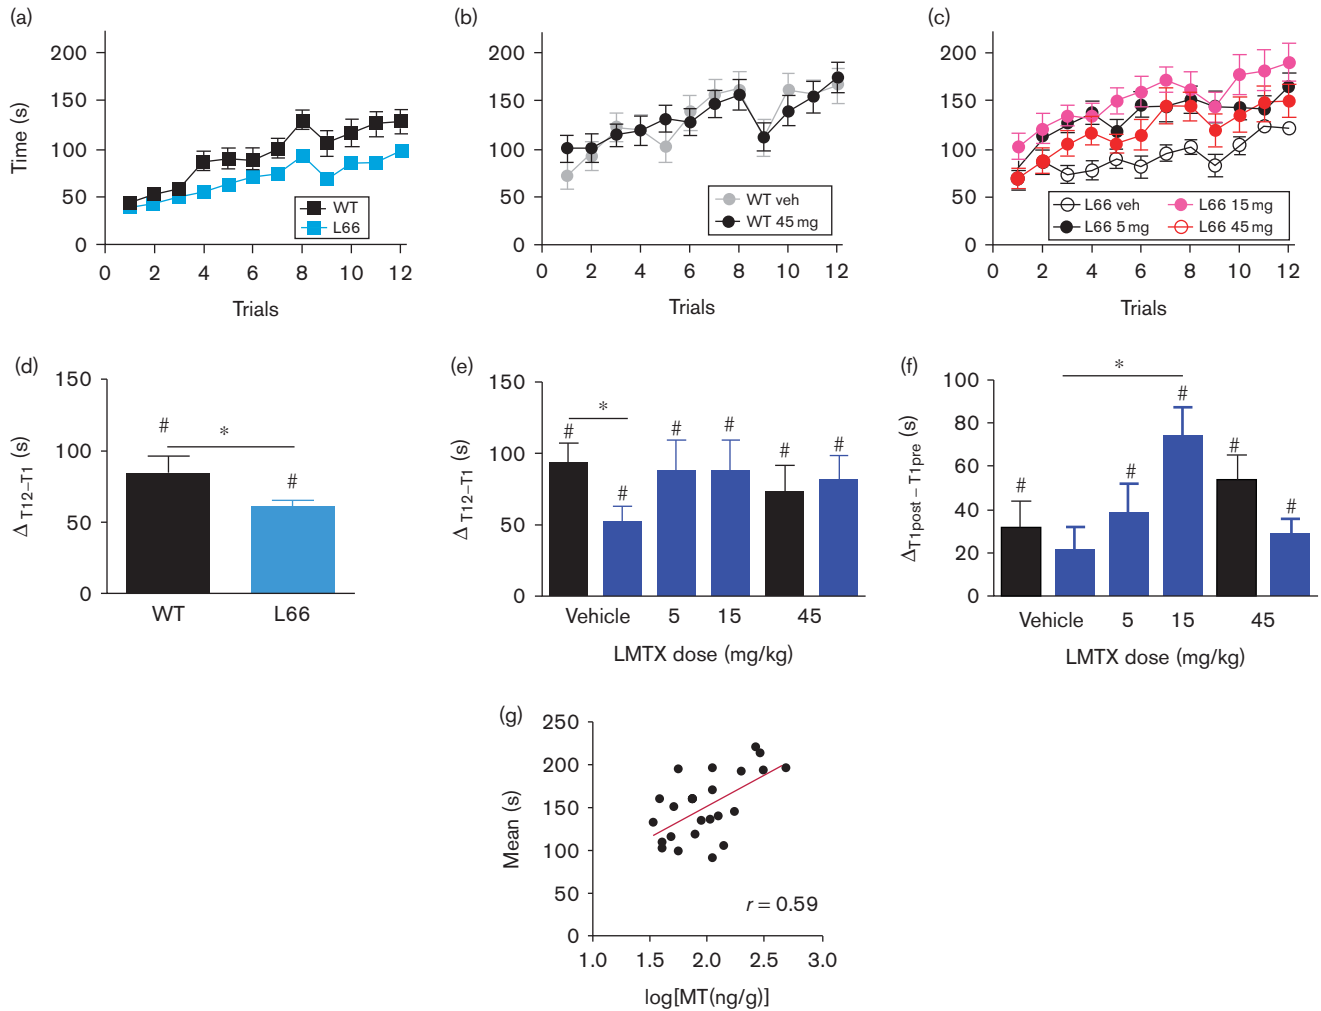 (a)
(b)
(c)
Time (s)
200
150
100
50
0
0 2 4 6 8 10 12
Trials
WT
L66
200
150
100
50
0
0 2 4 6 8 10 12
Trials
WT veh
WT 45 mg
200
150
100
50
0
0 2 4 6 8 10 12
Trials
L66 veh L66 15 mg
L66 5 mg L66 45 mg
(d)
Δ T12–T1 (s)
150
100
50
0
# * #
WT L66
(e)
Δ T12–T1 (s)
150
100
50
0
# * # # # # #
Vehicle 5 15 45
LMTX dose (mg/kg)
(f)
ΔT1post – T1pre (s)
100
80
60
40
20
0
# * # # # #
Vehicle 5 15 45
LMTX dose (mg/kg)
(g)
Mean (s)
250
200
150
100
50
0
r = 0.59
1.0 1.5 2.0 2.5 3.0
log[MT(ng/g)]